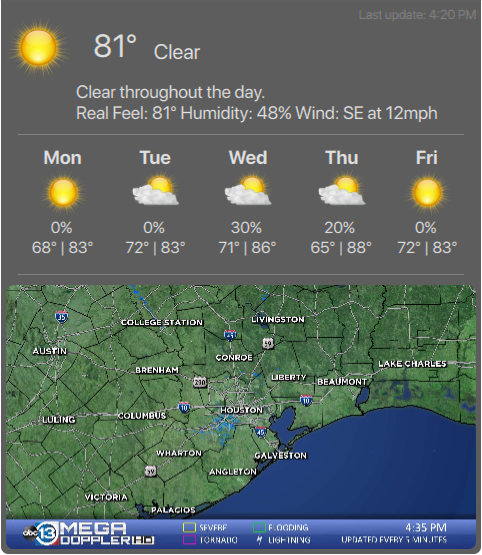 Last update: 4:20 PM
81° Clear
Clear throughout the day.
Real Feel: 81° Humidity: 48% Wind: SE at 12mph
Mon Tue Wed Thu Fri
0% 0% 30% 20% 0%
68° | 83° 72° | 83° 71° | 86° 65° | 88° 72° | 83°
35
COLLEGE STATION
LIVINGSTON
45
AUSTIN
CONROE
59
BRENHAM
290
LIBERTY
LAKE CHARLES
BEAUMONT
LULING
COLUMBUS
10
HOUSTON
10
45
WHARTON
GALVESTON
59
ANGLETON
VICTORIA
PALACIOS
abc 13 MEGA DOPPLER HD
SEVERE FLOODING 4:35 PM
TORNADO LIGHTNING UPDATED EVERY 5 MINUTES